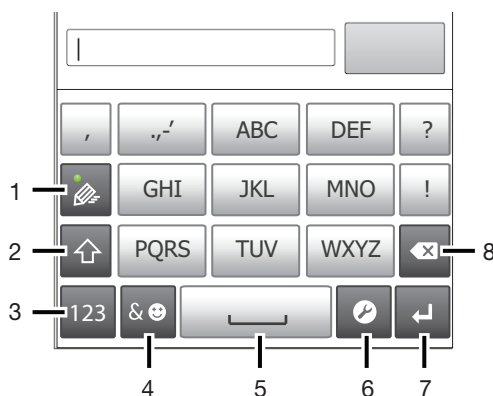 , .,-’ ABC DEF ?
1 GHI JKL MNO !
2 PQRS TUV WXYZ 8
3 123 &
4 5 6 7